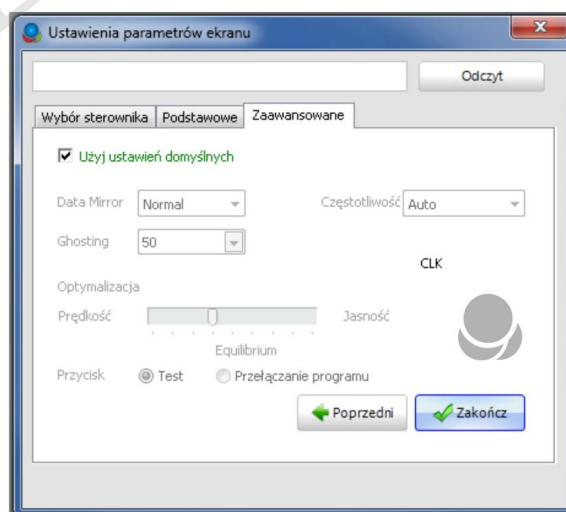 Ustawienia parametrów ekranu
Odczyt
Wybór sterownika Podstawowe Zaawansowane
Użyj ustawień domyślnych
Data Mirror Normal Częstotliwość Auto
Ghosting 50
CLK
Optymalizacja
Prędkość Jasność
Equilibrium
Przycisk Test Przełączanie programu
Poprzedni Zakończ